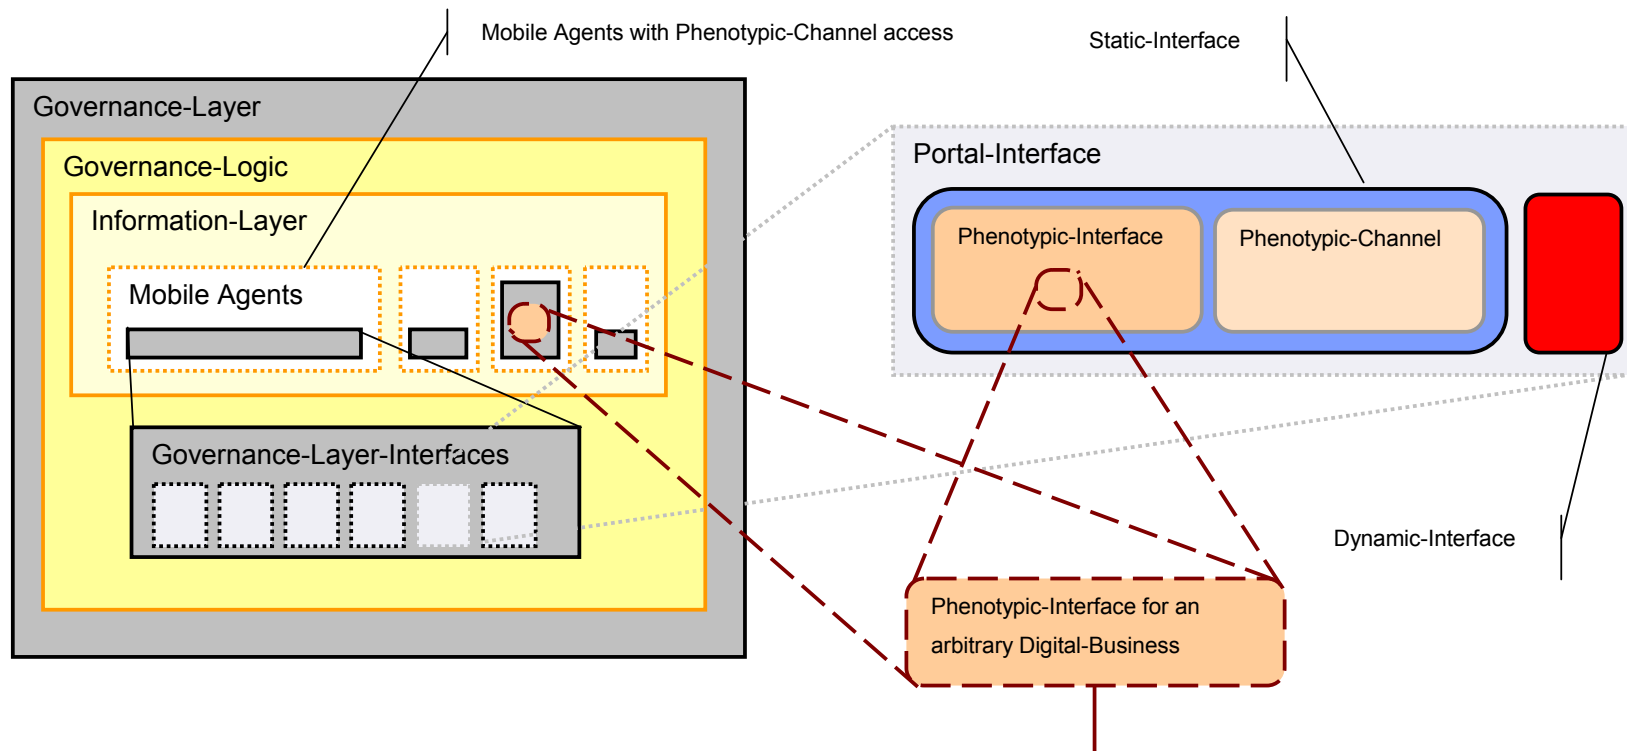 Mobile Agents with Phenotypic-Channel access
Static-Interface
Governance-Layer
Governance-Logic
Information-Layer
Mobile Agents
Governance-Layer-Interfaces
Portal-Interface
Phenotypic-Interface
Phenotypic-Channel
Dynamic-Interface
Phenotypic-Interface for an
arbitrary Digital-Business